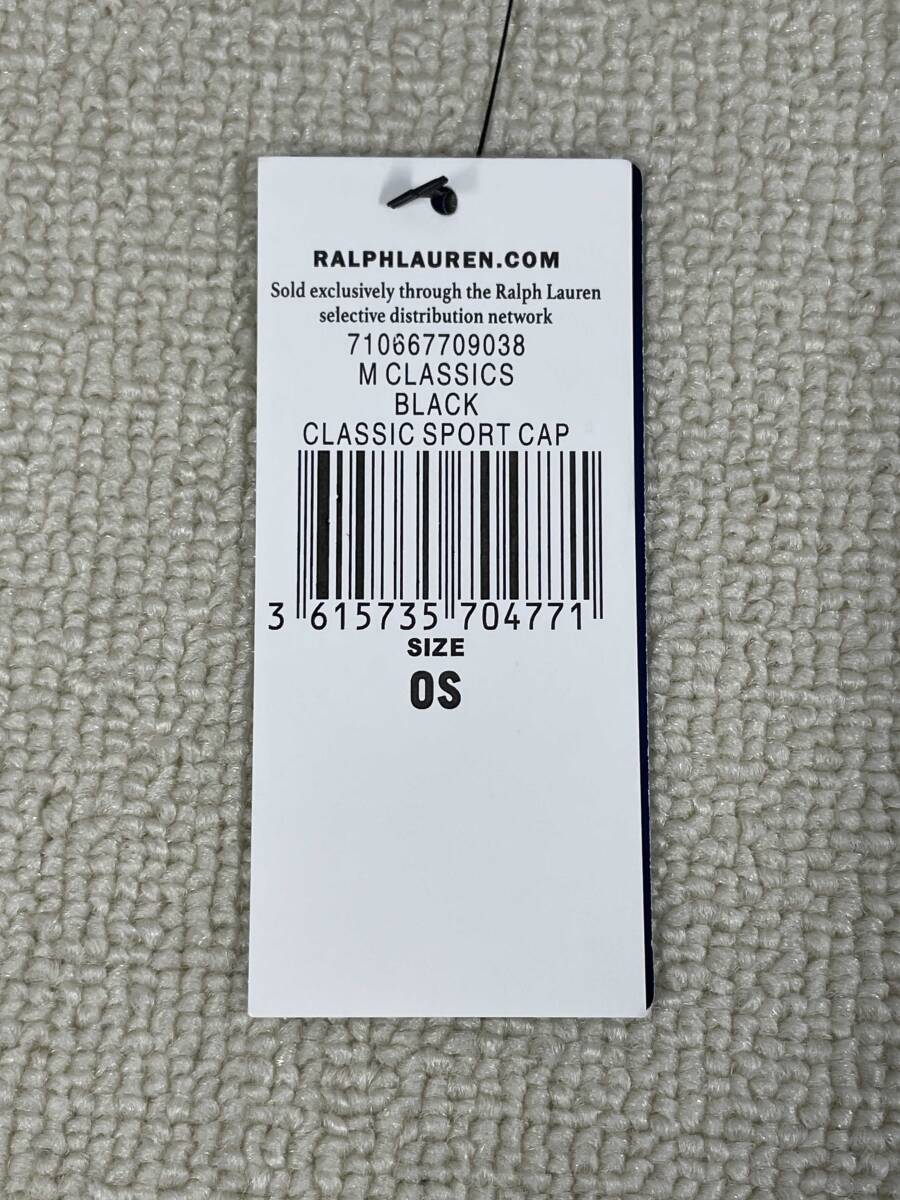 RALPHLAUREN.COM
Sold exclusively through the Ralph Lauren
selective distribution network
710667709038
M CLASSICS
BLACK
CLASSIC SPORT CAP
3 615735 704771
SIZE
OS